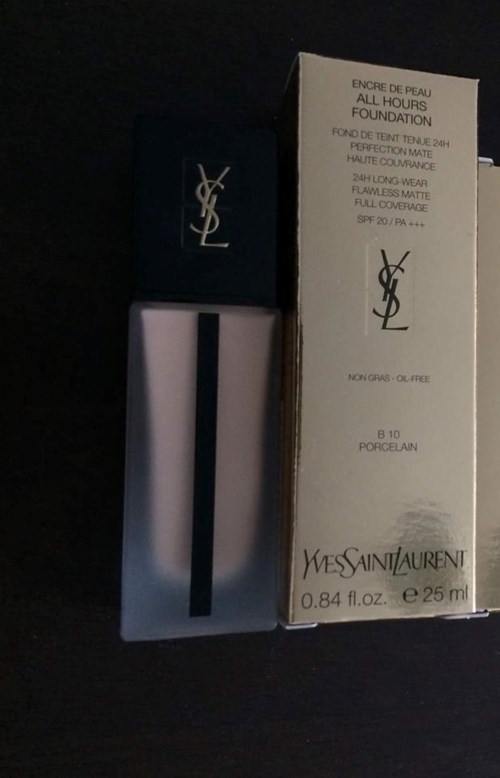 YSL
ENCRE DE PEAU
ALL HOURS
FOUNDATION
FOND DE TEINT TENUE 24H
PERFECTION MATE
HAUTE COUVRANCE
24H LONG-WEAR
FLAWLESS MATTE
FULL COVERAGE
SPF 20 / PA +++
YSL
NON GRAS - OIL-FREE
B 10
PORCELAIN
YVESSAINTLAURENT
0.84 fl.oz. e 25 ml